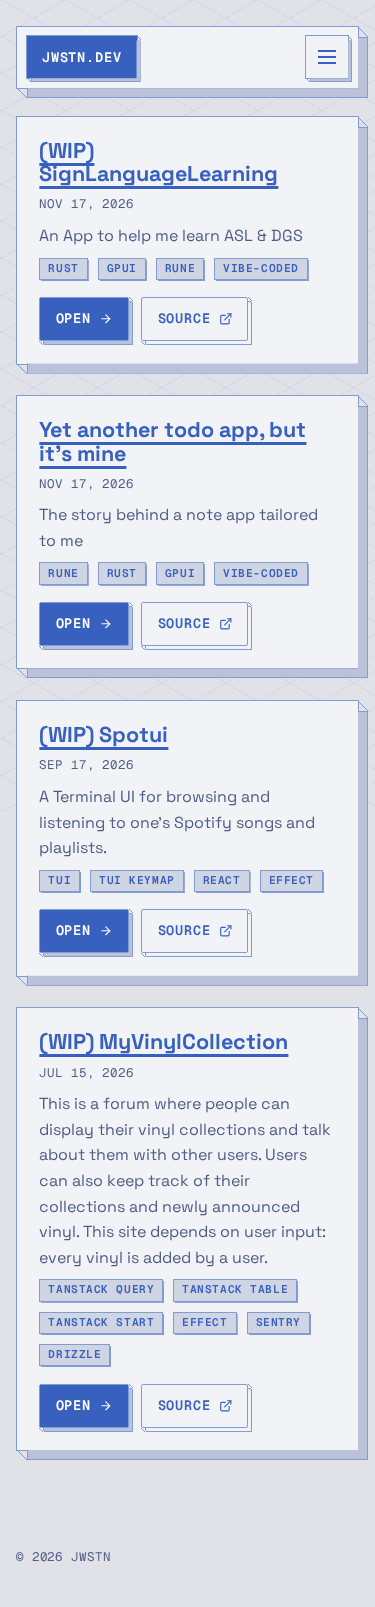 JWSTN.DEV
(WIP)
SignLanguageLearning
NOV 17, 2026
An App to help me learn ASL & DGS
RUST GPUI RUNE VIBE-CODED
OPEN → SOURCE
Yet another todo app, but
it's mine
NOV 17, 2026
The story behind a note app tailored
to me
RUNE RUST GPUI VIBE-CODED
OPEN → SOURCE
(WIP) Spotui
SEP 17, 2026
A Terminal UI for browsing and
listening to one's Spotify songs and
playlists.
TUI TUI KEYMAP REACT EFFECT
OPEN → SOURCE
(WIP) MyVinylCollection
JUL 15, 2026
This is a forum where people can
display their vinyl collections and talk
about them with other users. Users
can also keep track of their
collections and newly announced
vinyl. This site depends on user input:
every vinyl is added by a user.
TANSTACK QUERY TANSTACK TABLE
TANSTACK START EFFECT SENTRY
DRIZZLE
OPEN → SOURCE
© 2026 JWSTN